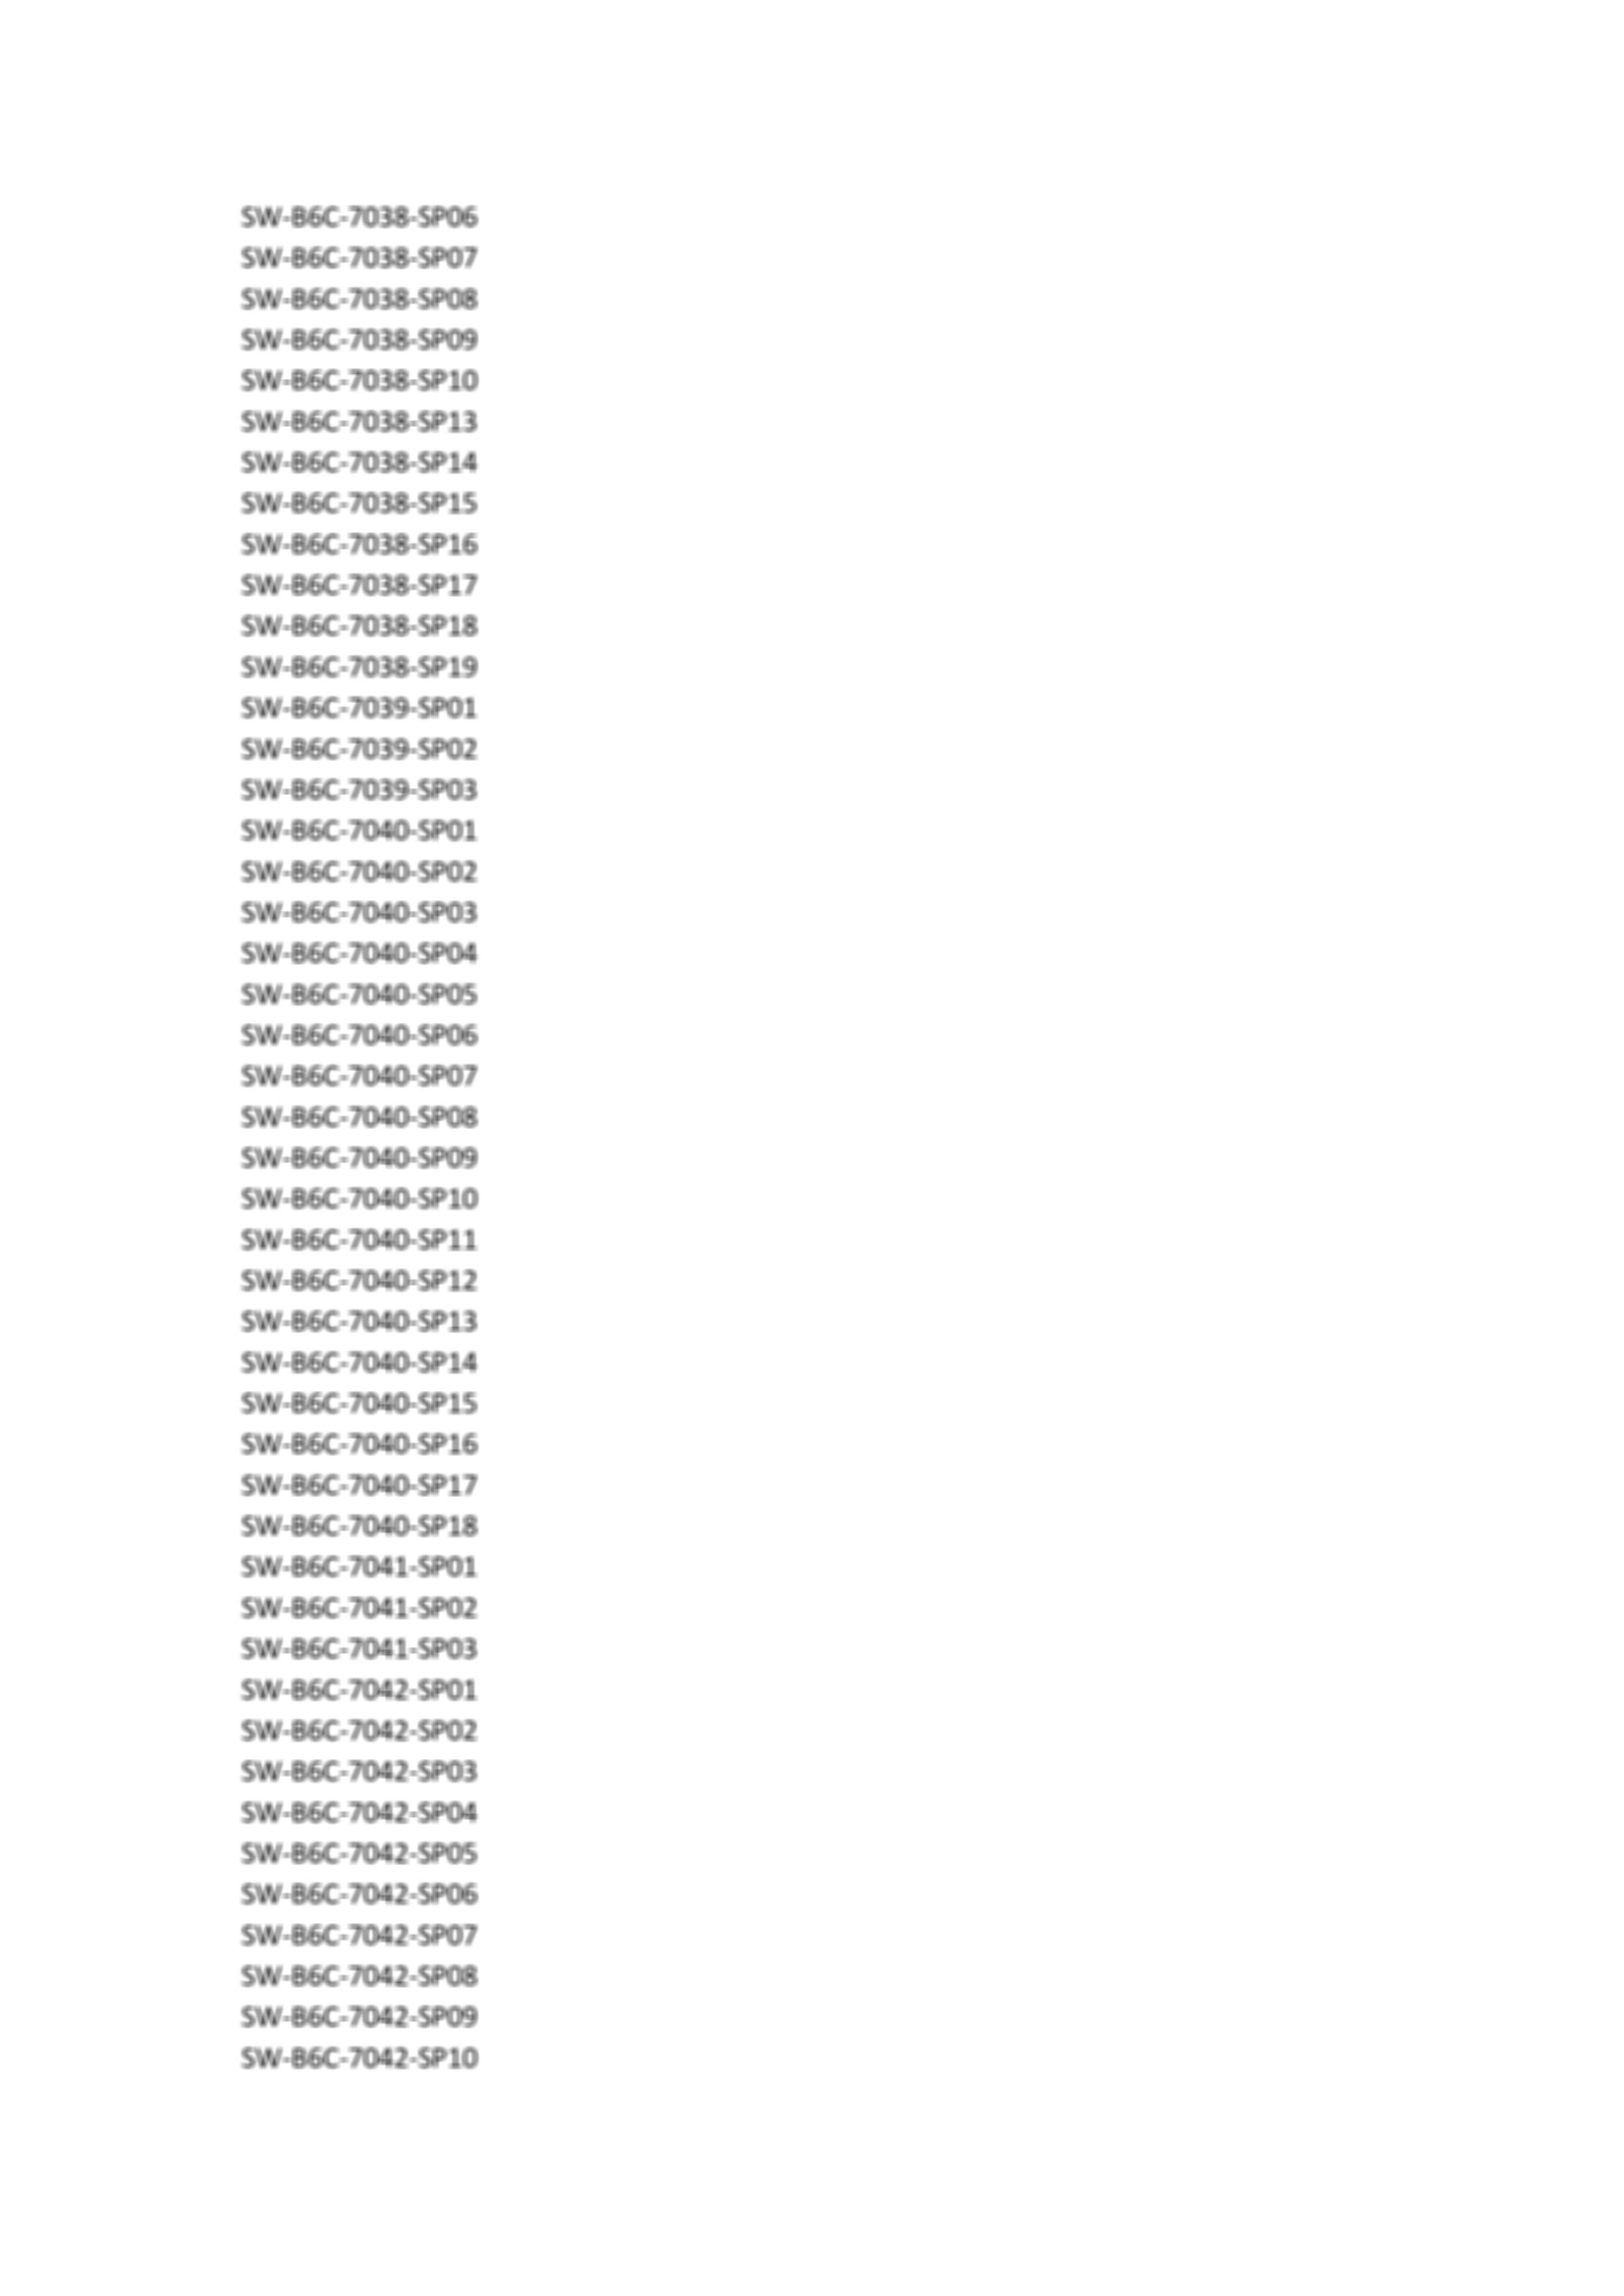 SW-B6C-7038-SP06
SW-B6C-7038-SP07
SW-B6C-7038-SP08
SW-B6C-7038-SP09
SW-B6C-7038-SP10
SW-B6C-7038-SP13
SW-B6C-7038-SP14
SW-B6C-7038-SP15
SW-B6C-7038-SP16
SW-B6C-7038-SP17
SW-B6C-7038-SP18
SW-B6C-7038-SP19
SW-B6C-7039-SP01
SW-B6C-7039-SP02
SW-B6C-7039-SP03
SW-B6C-7040-SP01
SW-B6C-7040-SP02
SW-B6C-7040-SP03
SW-B6C-7040-SP04
SW-B6C-7040-SP05
SW-B6C-7040-SP06
SW-B6C-7040-SP07
SW-B6C-7040-SP08
SW-B6C-7040-SP09
SW-B6C-7040-SP10
SW-B6C-7040-SP11
SW-B6C-7040-SP12
SW-B6C-7040-SP13
SW-B6C-7040-SP14
SW-B6C-7040-SP15
SW-B6C-7040-SP16
SW-B6C-7040-SP17
SW-B6C-7040-SP18
SW-B6C-7041-SP01
SW-B6C-7041-SP02
SW-B6C-7041-SP03
SW-B6C-7042-SP01
SW-B6C-7042-SP02
SW-B6C-7042-SP03
SW-B6C-7042-SP04
SW-B6C-7042-SP05
SW-B6C-7042-SP06
SW-B6C-7042-SP07
SW-B6C-7042-SP08
SW-B6C-7042-SP09
SW-B6C-7042-SP10